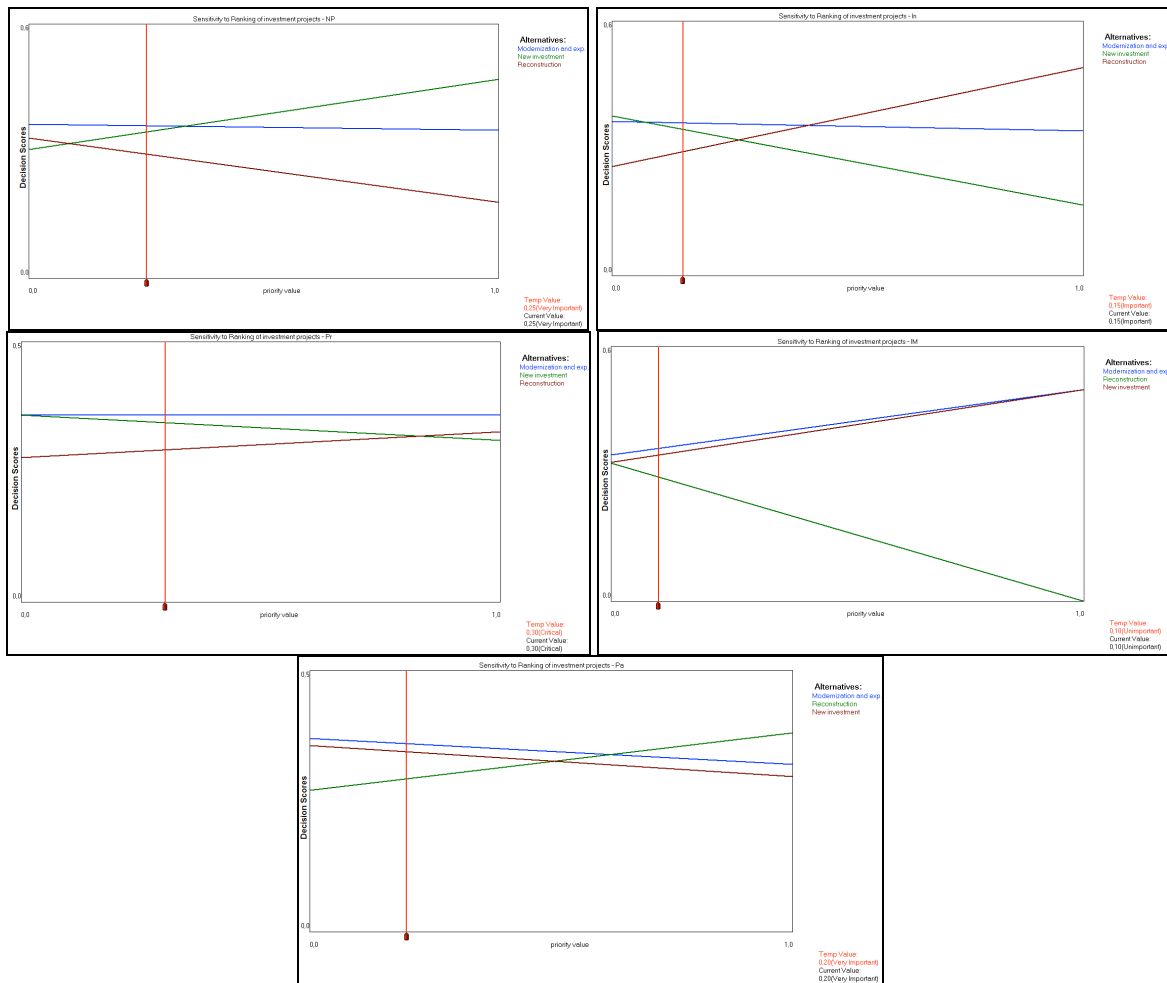 Sensitivity to Ranking of investment projects - NP
0,6
Alternatives:
Modernization and exp.
New investment
Reconstruction
Decision Scores
0,0
0,0
priority value
1,0
Temp Value:
0,25(Very Important)
Current Value:
0,25(Very Important)
Sensitivity to Ranking of investment projects - In
0,6
Alternatives:
Modernization and exp
New investment
Reconstruction
Decision Scores
0,0
0,0
priority value
1,0
Temp Value:
0,15(Important)
Current Value:
0,15(Important)
Sensitivity to Ranking of investment projects - Pr
0,5
Alternatives:
Modernization and exp.
New investment
Reconstruction
Decision Scores
0,0
0,0
priority value
1,0
Temp Value:
0,30(Critical)
Current Value:
0,30(Critical)
Sensitivity to Ranking of investment projects - IM
0,6
Alternatives:
Modernization and exp
Reconstruction
New investment
Decision Scores
0,0
0,0
priority value
1,0
Temp Value:
0,10(Unimportant)
Current Value:
0,10(Unimportant)
Sensitivity to Ranking of investment projects - Pa
0,5
Alternatives:
Modernization and exp
Reconstruction
New investment
Decision Scores
0,0
0,0
priority value
1,0
Temp Value:
0,20(Very Important)
Current Value:
0,20(Very Important)